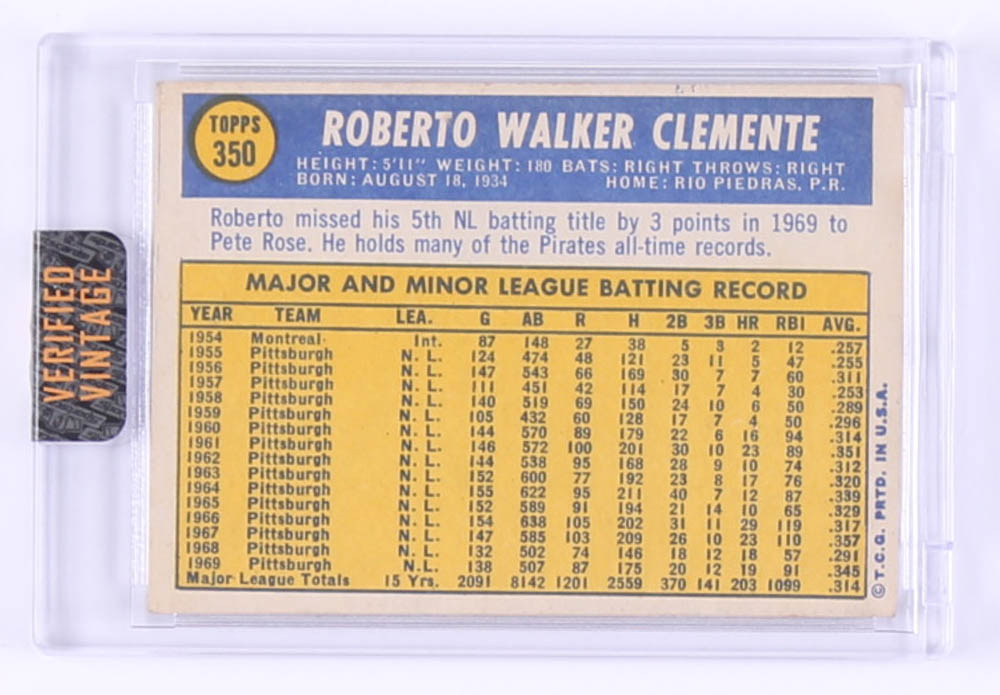 TOPPS
350
ROBERTO WALKER CLEMENTE
HEIGHT: 5'11" WEIGHT: 180 BATS: RIGHT THROWS: RIGHT
BORN: AUGUST 18, 1934 HOME: RIO PIEDRAS, P.R.
Roberto missed his 5th NL batting title by 3 points in 1969 to
Pete Rose. He holds many of the Pirates all-time records.
MAJOR AND MINOR LEAGUE BATTING RECORD
YEAR TEAM LEA. G AB R H 2B 3B HR RBI AVG.
1954 Montreal Int. 87 148 27 38 5 3 2 12 .257
1955 Pittsburgh N. L. 124 474 48 121 23 11 5 47 .255
1956 Pittsburgh N. L. 147 543 66 169 30 7 7 60 .311
1957 Pittsburgh N. L. 111 451 42 114 17 7 4 30 .253
1958 Pittsburgh N. L. 140 519 69 150 24 10 6 50 .289
1959 Pittsburgh N. L. 105 432 60 128 17 7 4 50 .296
1960 Pittsburgh N. L. 144 570 89 179 22 6 16 94 .314
1961 Pittsburgh N. L. 146 572 100 201 30 10 23 89 .351
1962 Pittsburgh N. L. 144 538 95 168 28 9 10 74 .312
1963 Pittsburgh N. L. 152 600 77 192 23 8 17 76 .320
1964 Pittsburgh N. L. 155 622 95 211 40 7 12 87 .339
1965 Pittsburgh N. L. 152 589 91 194 21 14 10 65 .329
1966 Pittsburgh N. L. 154 638 105 202 31 11 29 119 .317
1967 Pittsburgh N. L. 147 585 103 209 26 10 23 110 .357
1968 Pittsburgh N. L. 132 502 74 146 18 12 18 57 .291
1969 Pittsburgh N. L. 138 507 87 175 20 12 19 91 .345
Major League Totals 15 Yrs. 2091 8142 1201 2559 370 141 203 1099 .314
© T.C.G. PRTD. IN U.S.A.
VERIFIED
VINTAGE